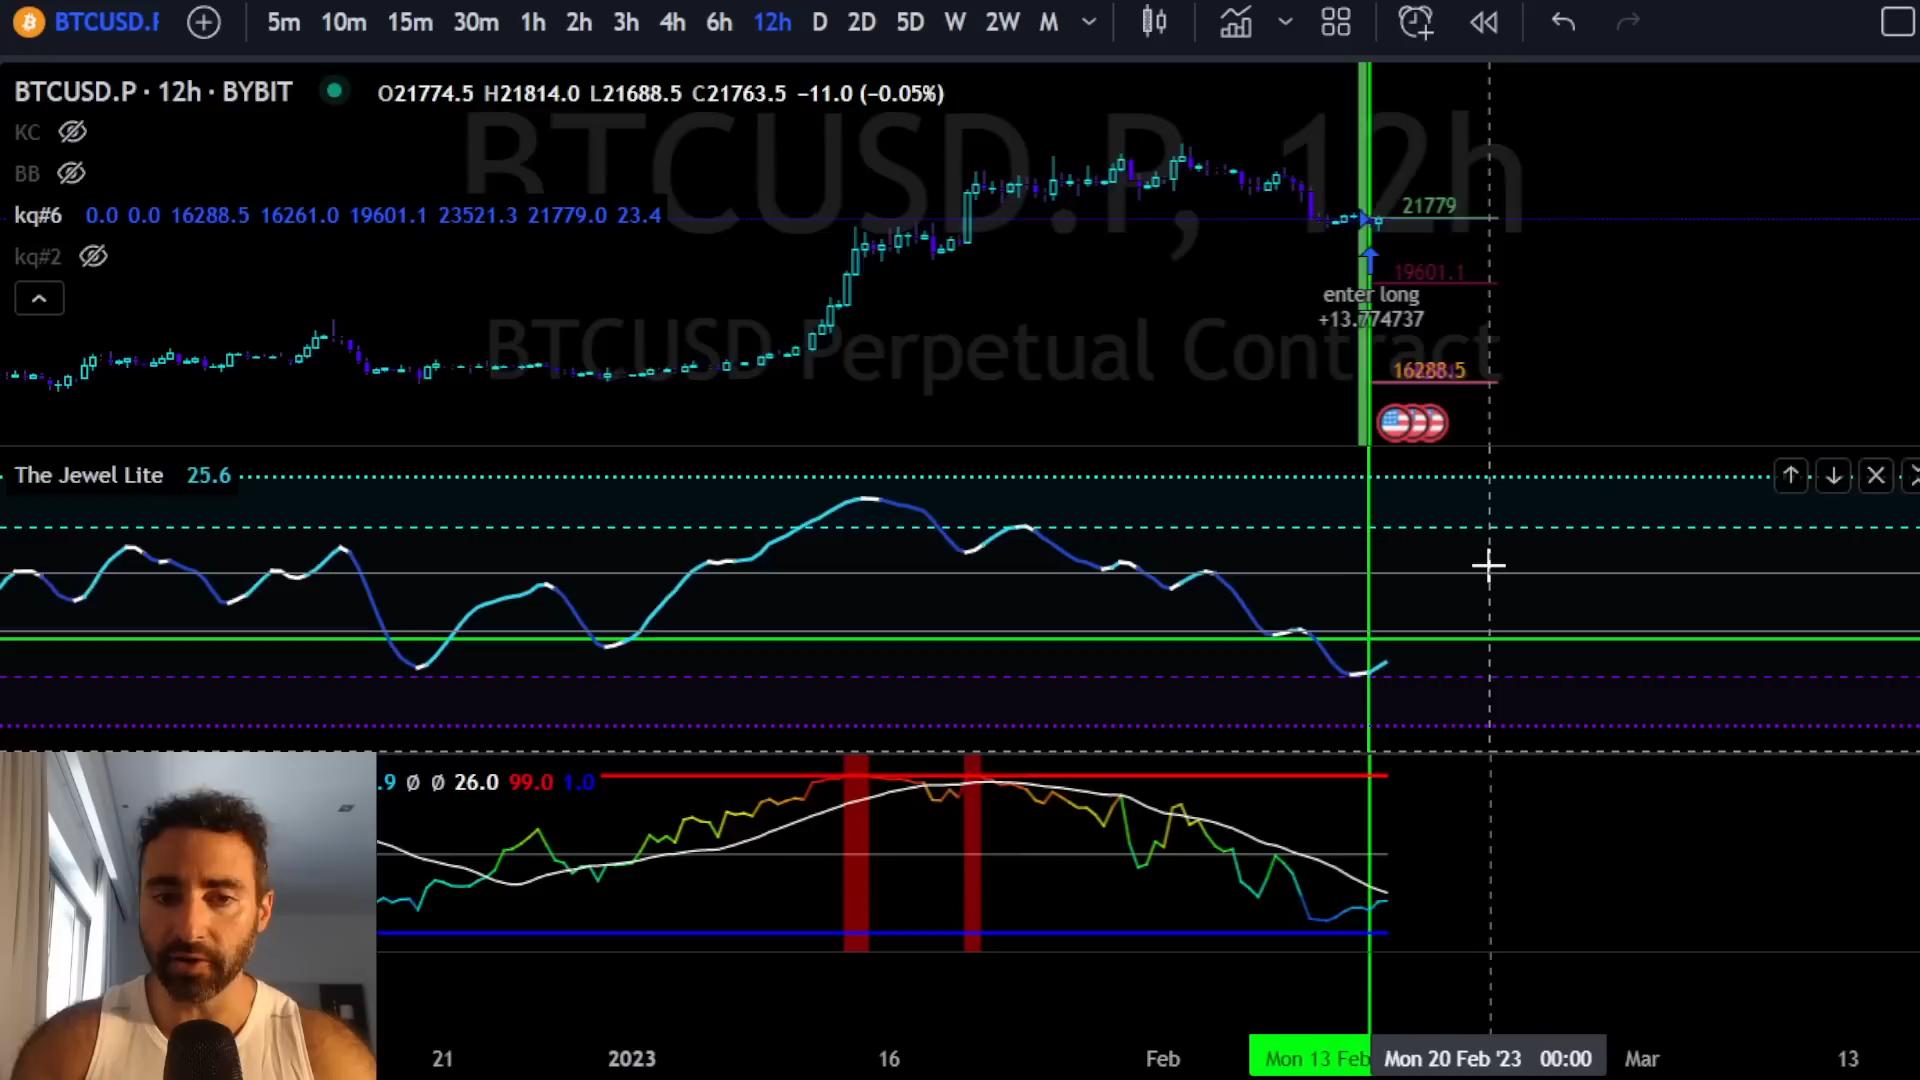 BTCUSD.F 5m 10m 15m 30m 1h 2h 3h 4h 6h 12h D 2D 5D W 2W M
BTCUSD.P · 12h · BYBIT O21774.5 H21814.0 L21688.5 C21763.5 −11.0 (−0.05%)
KC
BB
BTCUSD.P, 12h
kq#6 0.0 0.0 16288.5 16261.0 19601.1 23521.3 21779.0 23.4
21779
kq#2
19601.1
enter long
+13.774737
BTCUSD Perpetual Contract
16288.5
The Jewel Lite 25.6
.9 Ø Ø 26.0 99.0 1.0
21 2023 16 Feb Mon 13 Feb Mon 20 Feb '23 00:00 Mar 13